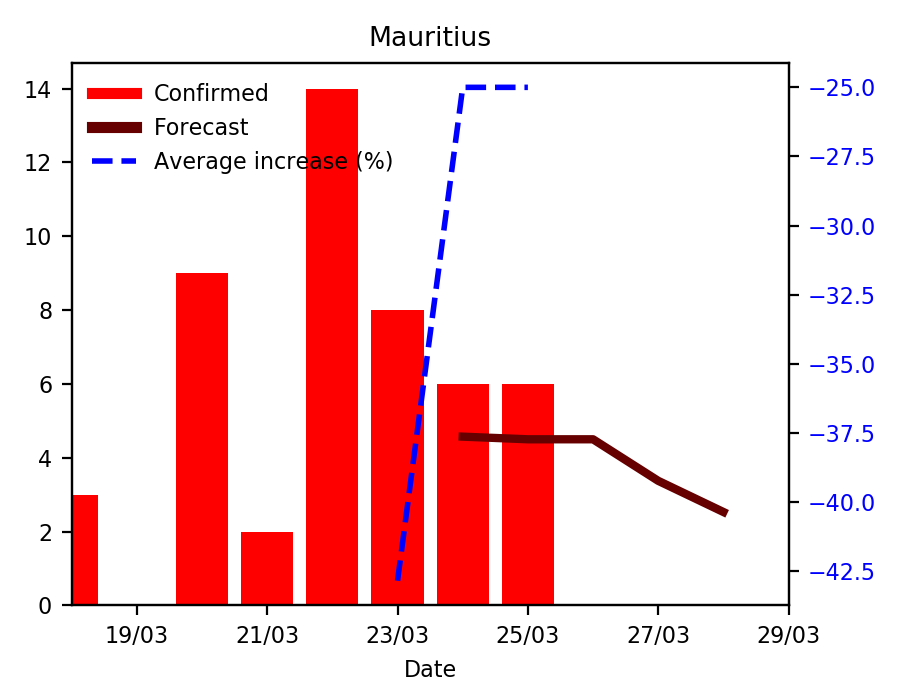 Mauritius
Confirmed
Forecast
Average increase (%)
14
12
10
8
6
4
2
0
−25.0
−27.5
−30.0
−32.5
−35.0
−37.5
−40.0
−42.5
19/03 21/03 23/03 25/03 27/03 29/03
Date